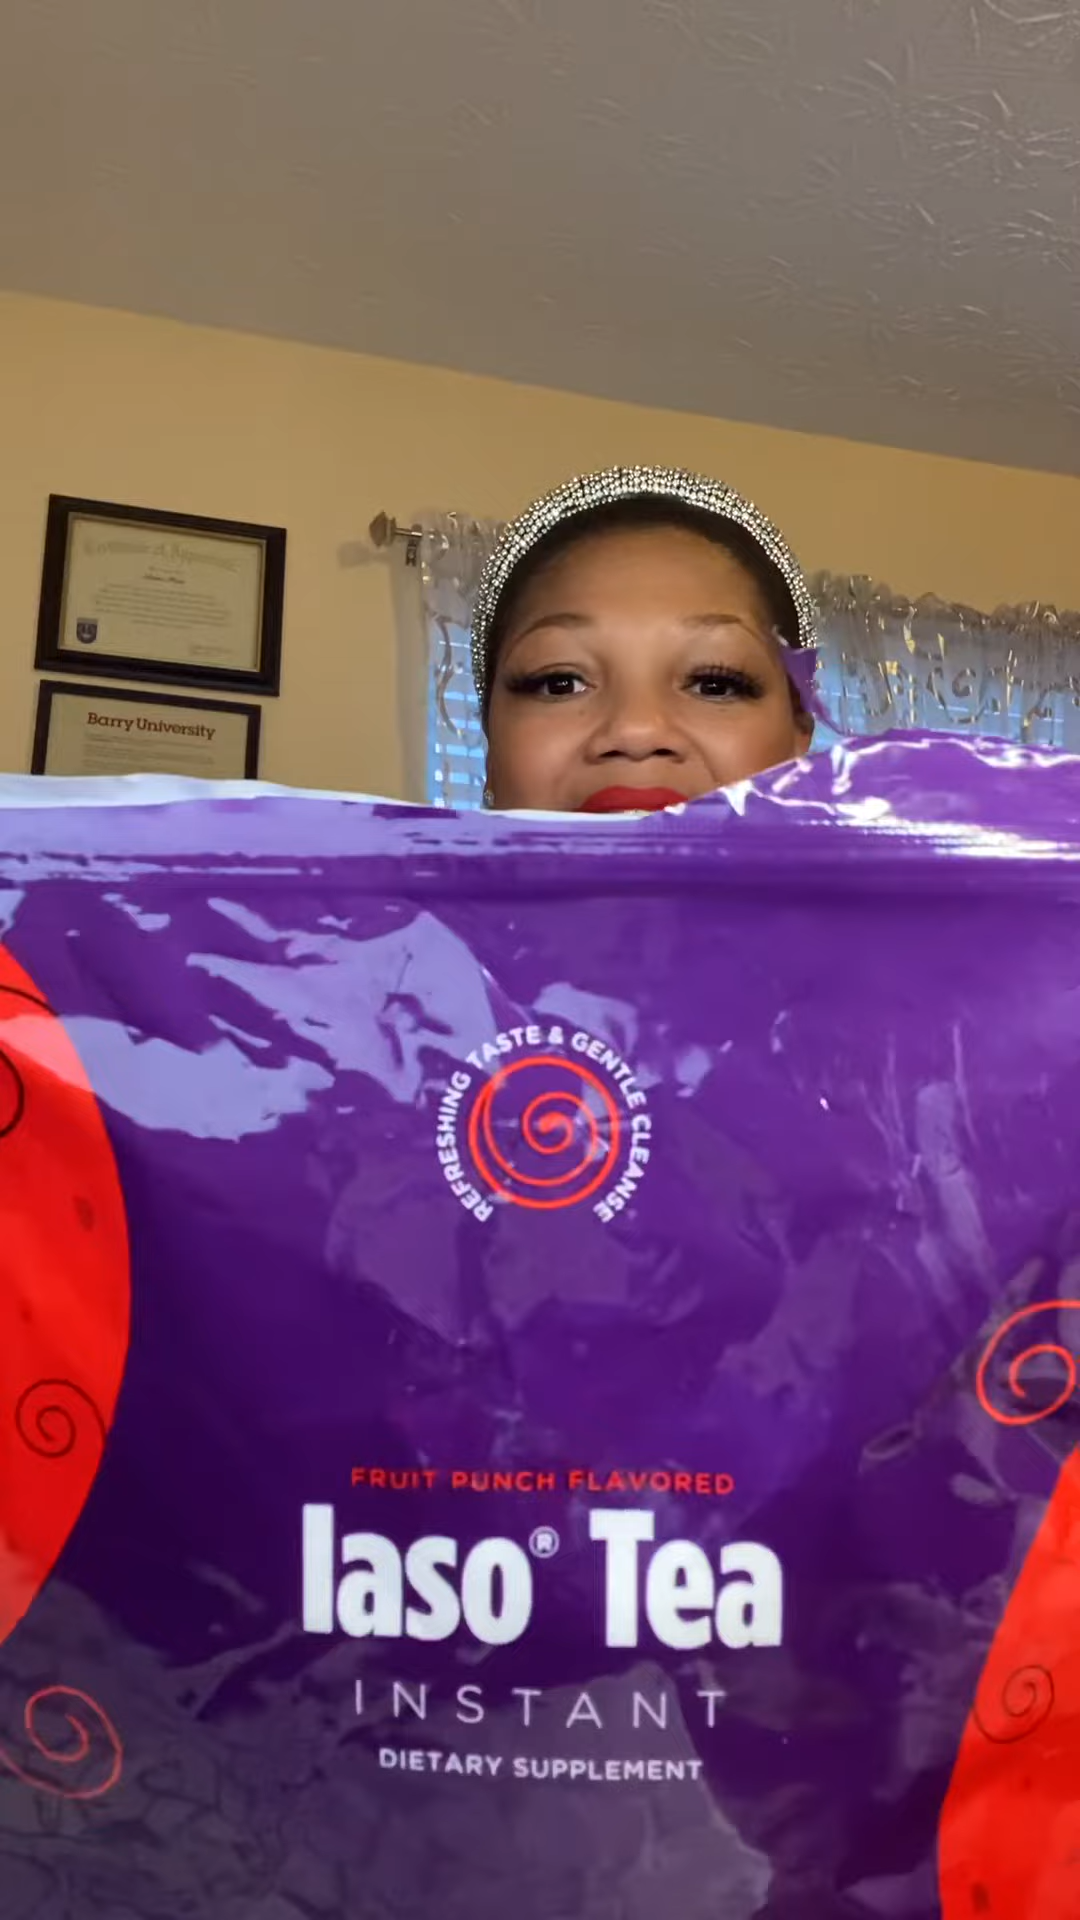 Barry University
REFRESHING TASTE & GENTLE CLEANSE
FRUIT PUNCH FLAVORED
Iaso® Tea
INSTANT
DIETARY SUPPLEMENT